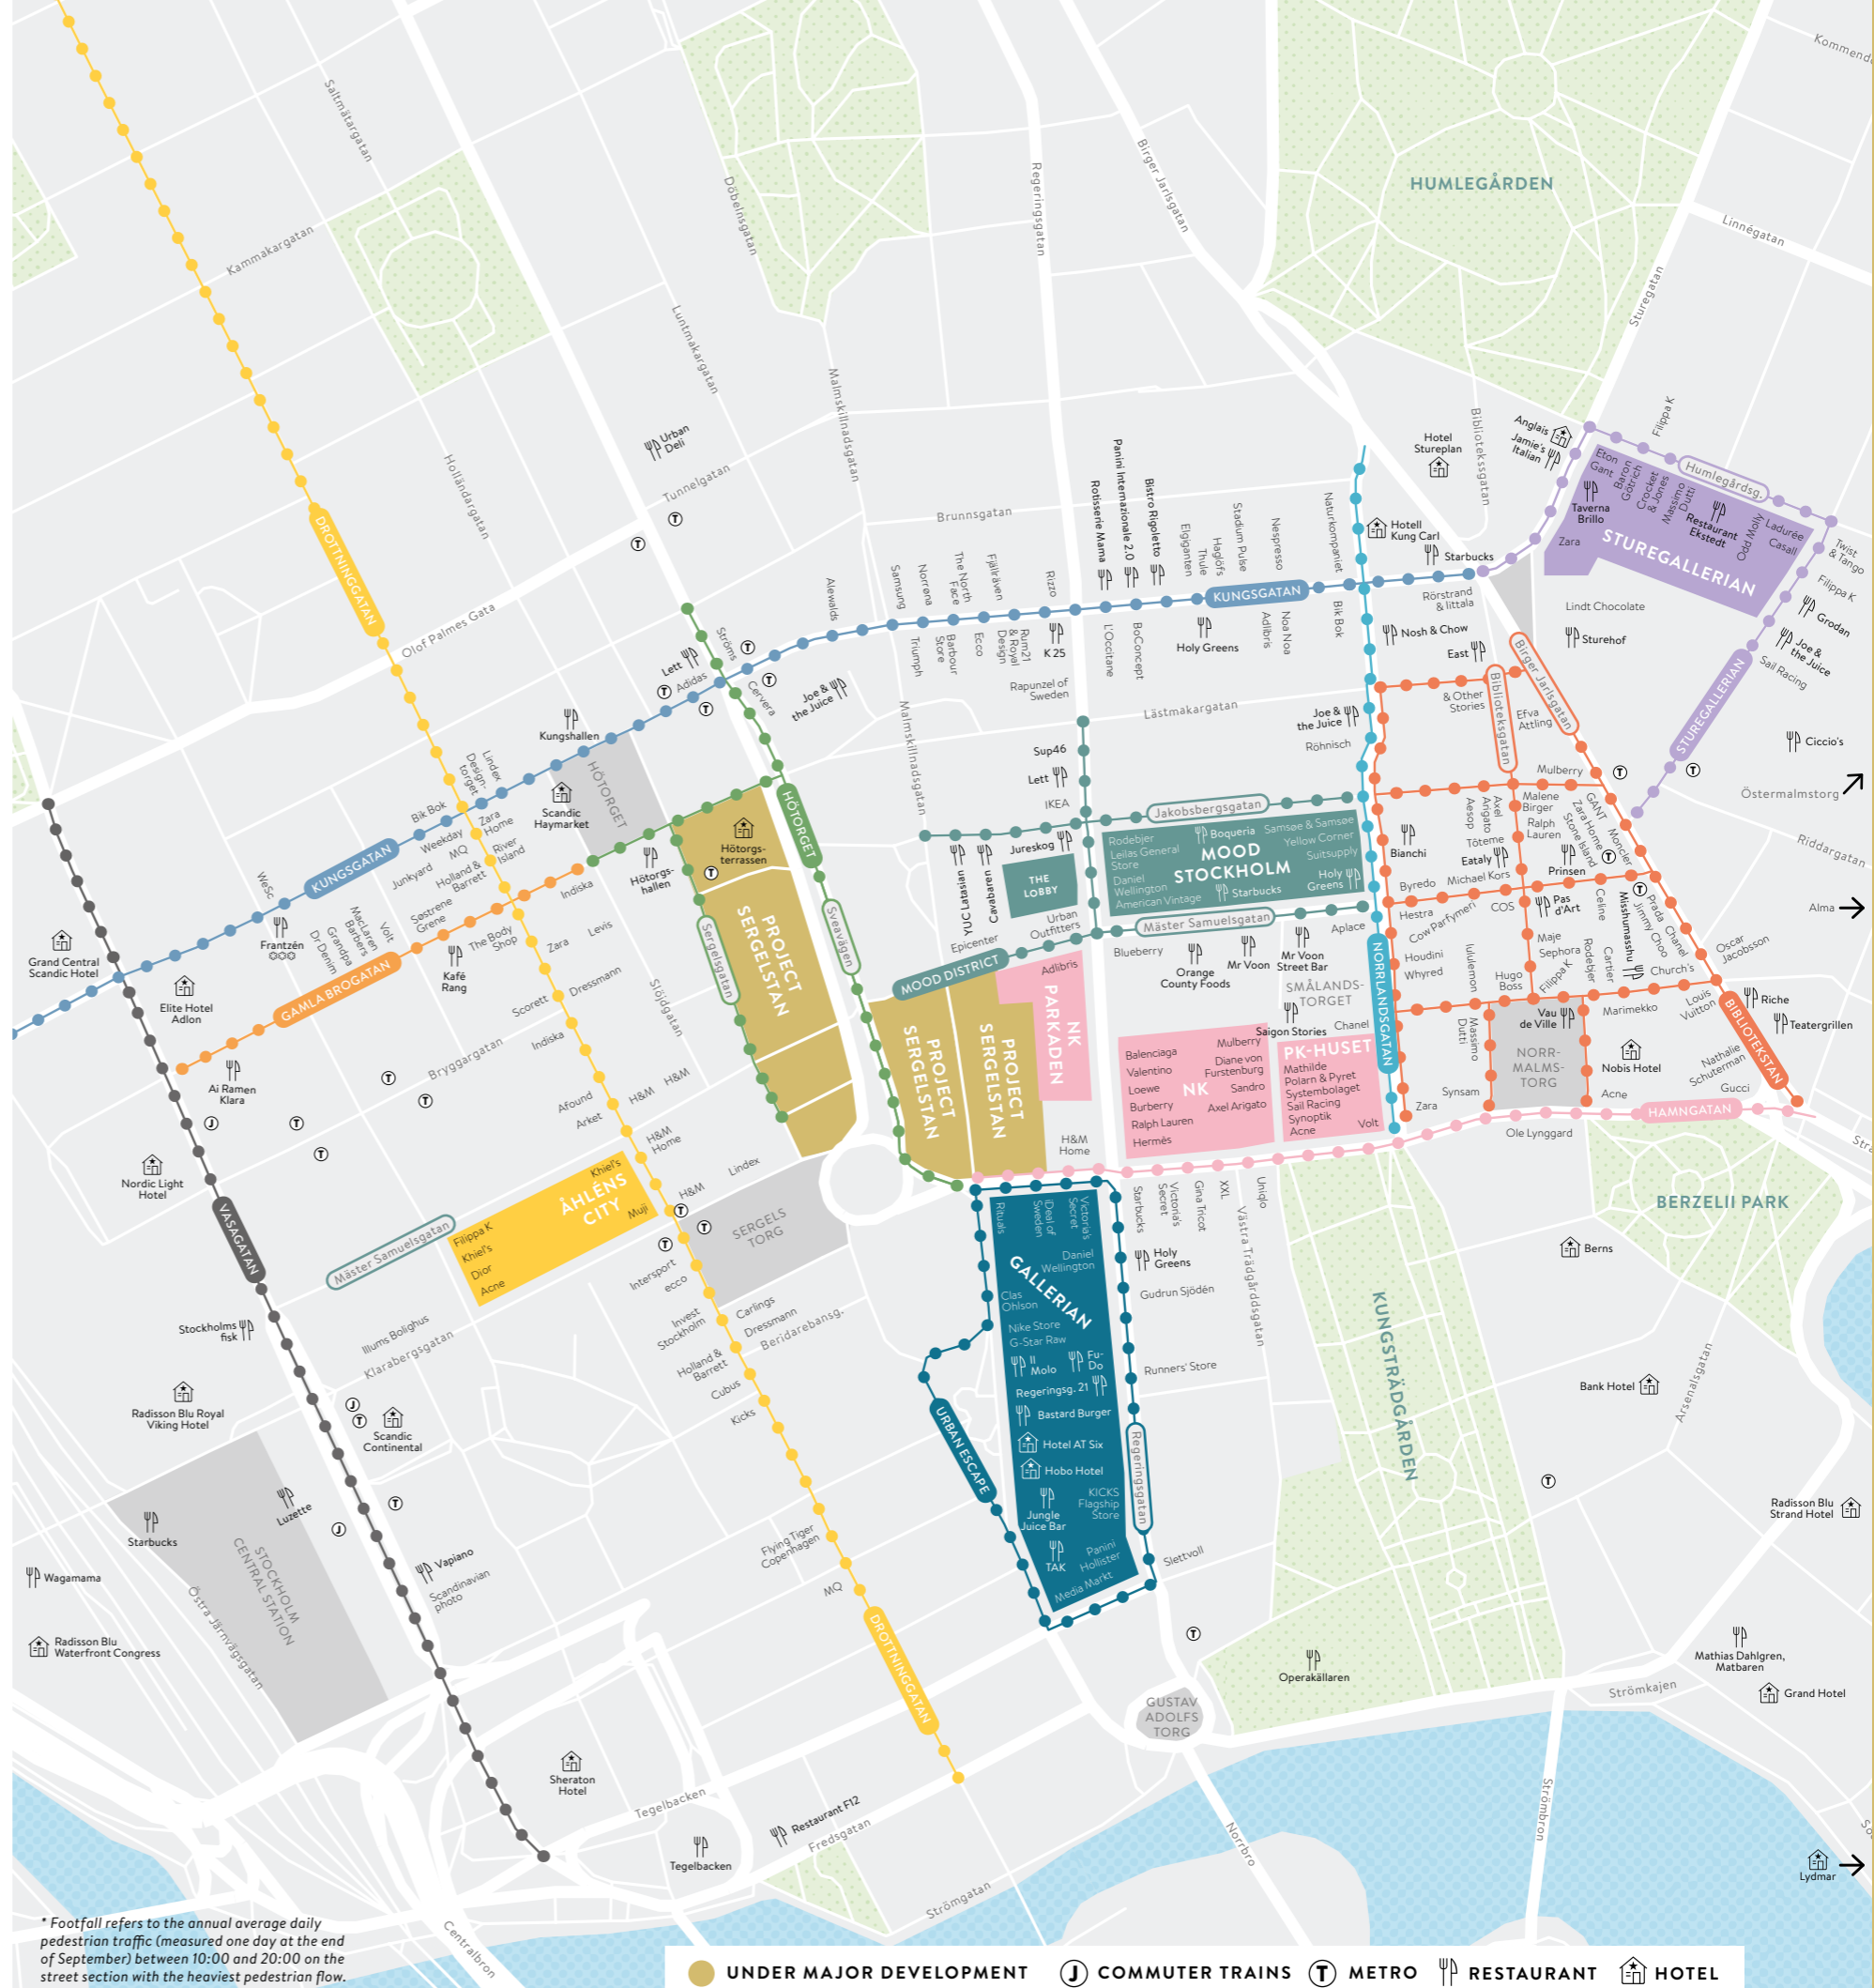 Kommend
Saltmätargatan
HUMLEGÅRDEN
Döbelnsgatan
Regeringsgatan
Birger Jarlsgatan
Linnégatan
Kammakargatan
Sturegatan
Luntmakargatan
Malmskillnadsgatan
Holländargatan
Urban
Deli
Tunnelgatan
Brunnsgatan
Olof Palmes Gata
DROTTNINGGATAN
Hotel
Stureplan
Biblioteksgatan
Anglais
Jamie's
Italian
Filippa K
Humlegårdsg.
Eton
Gant
Baron
Götrich
Crocket
& Jones
Massimo
Dutti
Restaurant
Ekstedt
Odd Molly
Ladurée
Casall
Taverna
Brillo
Zara
STUREGALLERIAN
Twist
& Tango
Filippa K
Grodan
Joe &
the Juice
Sail Racing
STUREGALLERIAN
Ciccio's
Östermalmstorg
Riddargatan
Alma
Hotell
Kung Carl
Starbucks
Rörstrand
& Iittala
Lindt Chocolate
Sturehof
Nosh & Chow
East
Birger Jarlsgatan
Biblioteksgatan
& Other
Stories
Efva
Attling
Mulberry
Alewalds
Samsung
Norrøna
The North
Face
Fjällräven
Rizzo
Rotisserie Mama
Panini Internazionale 2.0
Bistro Rigoletto
Elgiganten
Thule
Haglöfs
Stadium Pulse
Nespresso
Naturkompaniet
KUNGSGATAN
Triumph
Barbour
Store
Ecco
Rum21
& Royal
Design
K 25
L'Occitane
BoConcept
Holy Greens
Adlibris
Noa Noa
Bik Bok
Rapunzel of
Sweden
Lästmakargatan
Malmskillnadsgatan
Joe &
the Juice
Röhnisch
Sup46
Lett
IKEA
Jakobsbergsgatan
Ströms
Lett
Adidas
Cervera
Joe &
the Juice
Kungshallen
HÖTORGET
Scandic
Haymarket
HÖTORGET
Hötorgs-
terrassen
Hötorgs-
hallen
Lindex
Design-
torget
Bik Bok
Zara
Home
Weekday
MQ
River
Island
Junkyard
Holland &
Barrett
KUNGSGATAN
WeSc
Indiska
Søstrene
Grene
Volt
MacLaren
Barbers
Grandpa
Dr Denim
Frantzén
The Body
Shop
Kafé
Rang
Zara
Levis
GAMLA BROGATAN
Grand Central
Scandic Hotel
Elite Hotel
Adlon
Ai Ramen
Klara
Dressmann
Scorett
Slöjdgatan
Indiska
Bryggargatan
H&M
H&M
Afound
Arket
H&M
Home
Nordic Light
Hotel
VASAGATAN
Mäster Samuelsgatan
Khiel's
ÅHLÉNS
CITY
Muji
Filippa K
Khiel's
Dior
Acne
Lindex
H&M
SERGELS
TORG
Intersport
ecco
Carlings
Dressmann
Beridarebansg.
Invest
Stockholm
Holland &
Barrett
Cubus
Kicks
Stockholms
fisk
Illums Bolighus
Klarabergsgatan
Radisson Blu Royal
Viking Hotel
Scandic
Continental
Luzette
Starbucks
STOCKHOLM
CENTRAL STATION
Wagamama
Östra Järnvägsgatan
Radisson Blu
Waterfront Congress
Vapiano
Scandinavian
photo
Flying Tiger
Copenhagen
MQ
DROTTNINGGATAN
Sheraton
Hotel
Tegelbacken
Tegelbacken
Restaurant F12
Fredsgatan
Strömgatan
Centralbron
PROJECT
SERGELSTAN
Sergelsgatan
Sveavägen
Jureskog
VUC Laesian
Cavabaren
THE
LOBBY
Epicenter
Urban
Outfitters
MOOD DISTRICT
Rodebjer
Leilas General
Store
Daniel
Wellington
American Vintage
Boqueria
MOOD
STOCKHOLM
Starbucks
Samsøe & Samsøe
Yellow Corner
Suitsupply
Holy
Greens
Mäster Samuelsgatan
Aplace
Blueberry
Orange
County Foods
Mr Voon
Mr Voon
Street Bar
SMÅLANDS-
TORGET
Saigon Stories
Chanel
Adlibris
NK
PARKADEN
PROJECT
SERGELSTAN
PROJECT
SERGELSTAN
H&M
Home
Balenciaga
Valentino
Loewe
Burberry
Ralph Lauren
Hermès
NK
Mulberry
Diane von
Furstenburg
Sandro
Axel Arigato
PK-HUSET
Mathilde
Polarn & Pyret
Systembolaget
Sail Racing
Synoptik
Acne
Volt
NORRLANDSGATAN
Bianchi
Aesop
Axel
Arigato
Töteme
Eataly
Malene
Birger
Ralph
Lauren
GANT
Zara Home
Stone Island
Moncler
Prinsen
Byredo
Michael Kors
Hestra
Cow Parfymeri
COS
Pas
d'Art
Celine
Misshumasshu
Prada
Jimmy Choo
Chanel
Oscar
Jacobsson
Houdini
Whyred
lululemon
Maje
Sephora
Filippa K
Rodebjer
Cartier
Church's
Hugo
Boss
Massimo
Dutti
Vau
de Ville
Marimekko
Louis
Vuitton
Riche
Teatergrillen
BIBLIOTEKSTAN
NORR-
MALMS-
TORG
Nobis Hotel
Nathalie
Schuterman
Gucci
Synsam
Zara
Acne
Ole Lynggard
HAMNGATAN
Stra
BERZELII PARK
Berns
Bank Hotel
Arsenalsgatan
KUNGSTRÄDGÅRDEN
Rituals
iDeal of
Sweden
Victoria's
Secret
Daniel
Wellington
GALLERIAN
Clas
Ohlson
Nike Store
G-Star Raw
Il
Molo
Fu-
Do
Regeringsg. 21
Bastard Burger
Hotel AT Six
Hobo Hotel
Jungle
Juice Bar
KICKS
Flagship
Store
TAK
Panini
Hollister
Media Markt
URBAN ESCAPE
Regeringsgatan
Starbucks
Victoria's
Secret
Gina Tricot
XXL
Uniqlo
Västra Trädgårdsgatan
Holy
Greens
Gudrun Sjödén
Runers' Store
Slettvoll
Operakällaren
GUSTAV
ADOLFS
TORG
Norrbro
Strömbron
Strömkajen
Radisson Blu
Strand Hotel
Mathias Dahlgren,
Matbaren
Grand Hotel
Lydmar
* Footfall refers to the annual average daily
pedestrian traffic (measured one day at the end
of September) between 10:00 and 20:00 on the
street section with the heaviest pedestrian flow.
UNDER MAJOR DEVELOPMENT
J COMMUTER TRAINS
T METRO
RESTAURANT
HOTEL